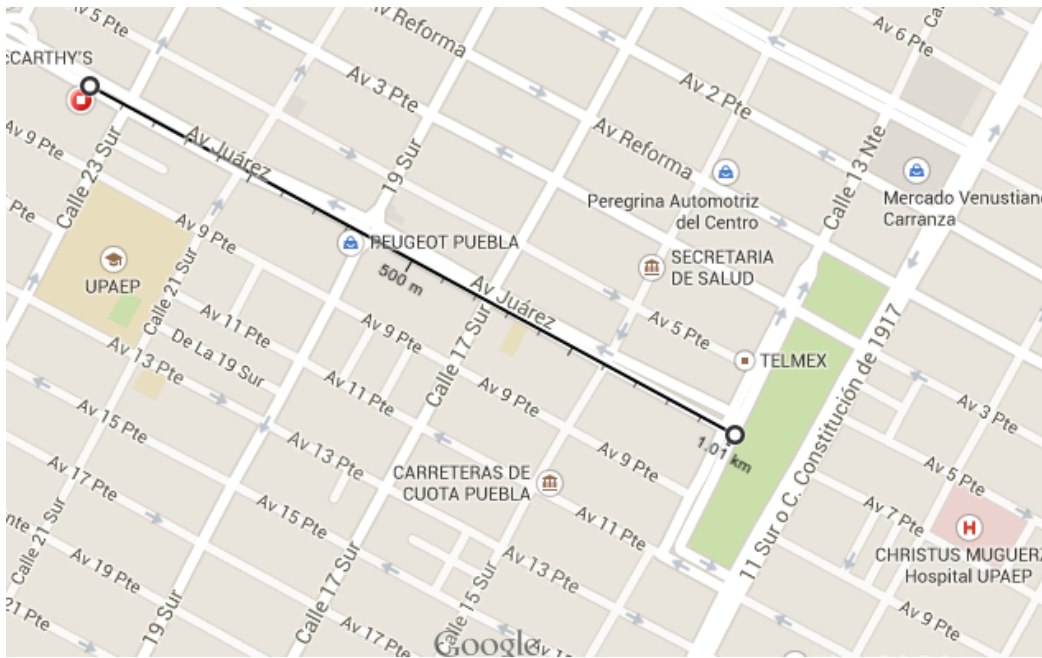 Av 5 Pte
Av Reforma
Av 6 Pte
CCARTHY'S
Av 3 Pte
Av 2 Pte
Av 9 Pte
Av Juárez
Av Reforma
Calle 13 Nte
Calle 23 Sur
19 Sur
Peregrina Automotriz
del Centro
Mercado Venustian
Carranza
Av 9 Pte
PEUGEOT PUEBLA
SECRETARIA
DE SALUD
UPAEP
500 m
Av Juárez
Calle 21 Sur
Av 11 Pte
Av 9 Pte
Calle 17 Sur
Av 5 Pte
TELMEX
11 Sur o C. Constitución de 1917
De La 19 Sur
Av 13 Pte
Av 11 Pte
Av 9 Pte
Av 3 Pte
Av 15 Pte
Av 13 Pte
CARRETERAS DE
CUOTA PUEBLA
Av 9 Pte
1.01 km
Av 5 Pte
Av 17 Pte
Av 15 Pte
Av 11 Pte
Av 7 Pte
H
CHRISTUS MUGUERZ
Hospital UPAEP
Calle 21 Sur
Av 19 Pte
Calle 17 Sur
Av 13 Pte
Calle 15 Sur
Av 9 Pte
21 Pte
19 Sur
Av 17 Pte
Google